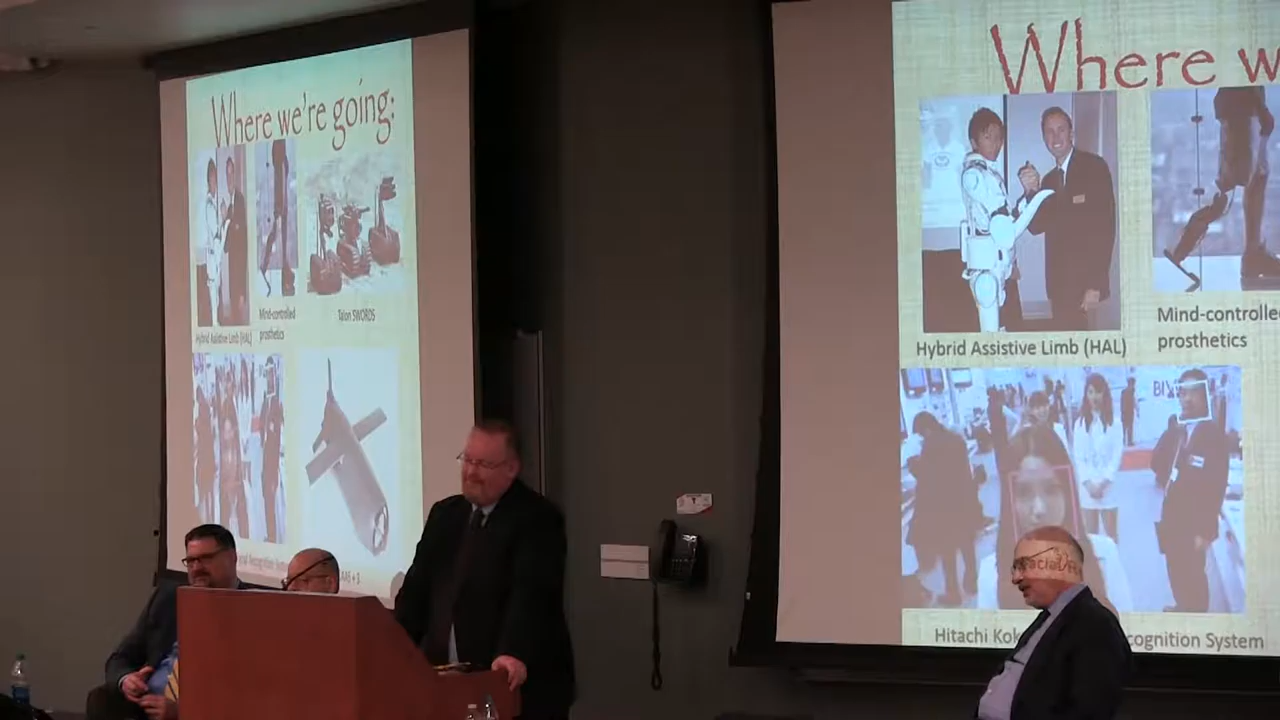 Where we're going:
Hybrid Assistive Limb (HAL)
Mind-controlled
prosthetics
Talon SWORDS
Where w
Hybrid Assistive Limb (HAL)
Mind-controlled
prosthetics
Hitachi Kok
cognition System